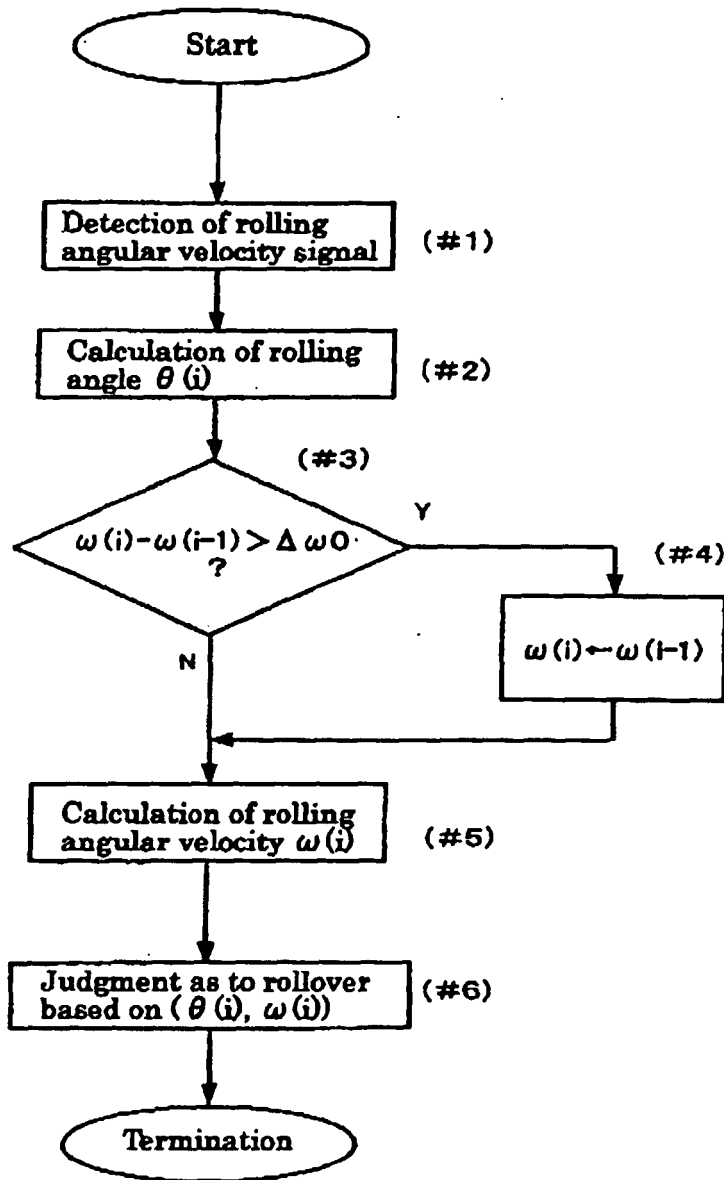 Start
Detection of rolling
angular velocity signal
(#1)
Calculation of rolling
angle θ(i)
(#2)
(#3)
ω(i)-ω(i-1)>Δω0
?
Y
(#4)
ω(i)←ω(i-1)
N
Calculation of rolling
angular velocity ω(i)
(#5)
Judgment as to rollover
based on (θ(i), ω(i))
(#6)
Termination